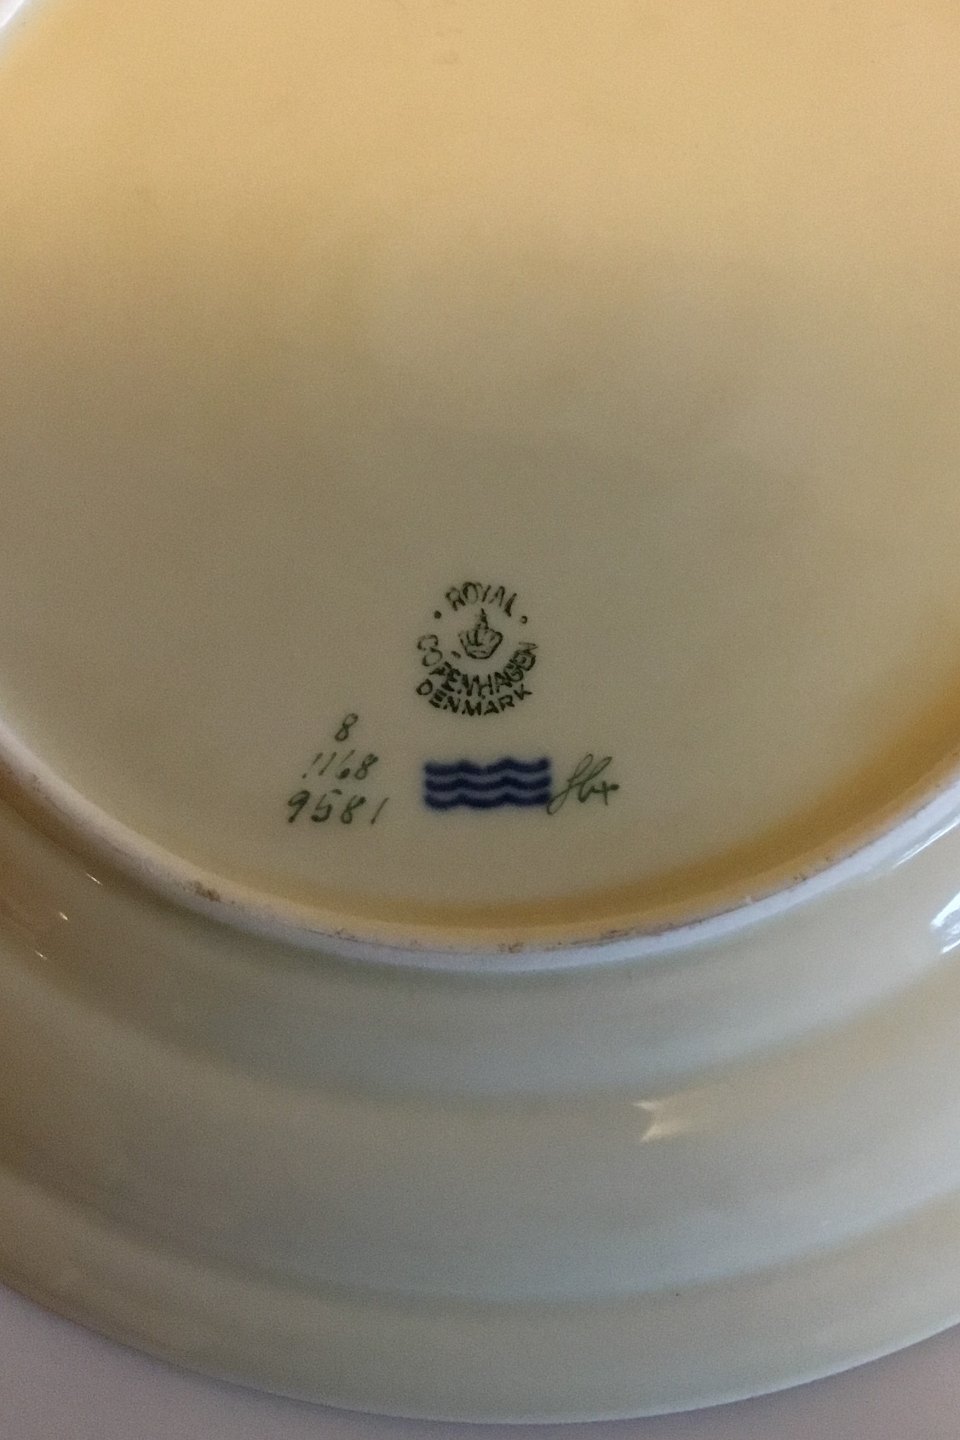 ROYAL
COPENHAGEN
DENMARK
8
1168
9581